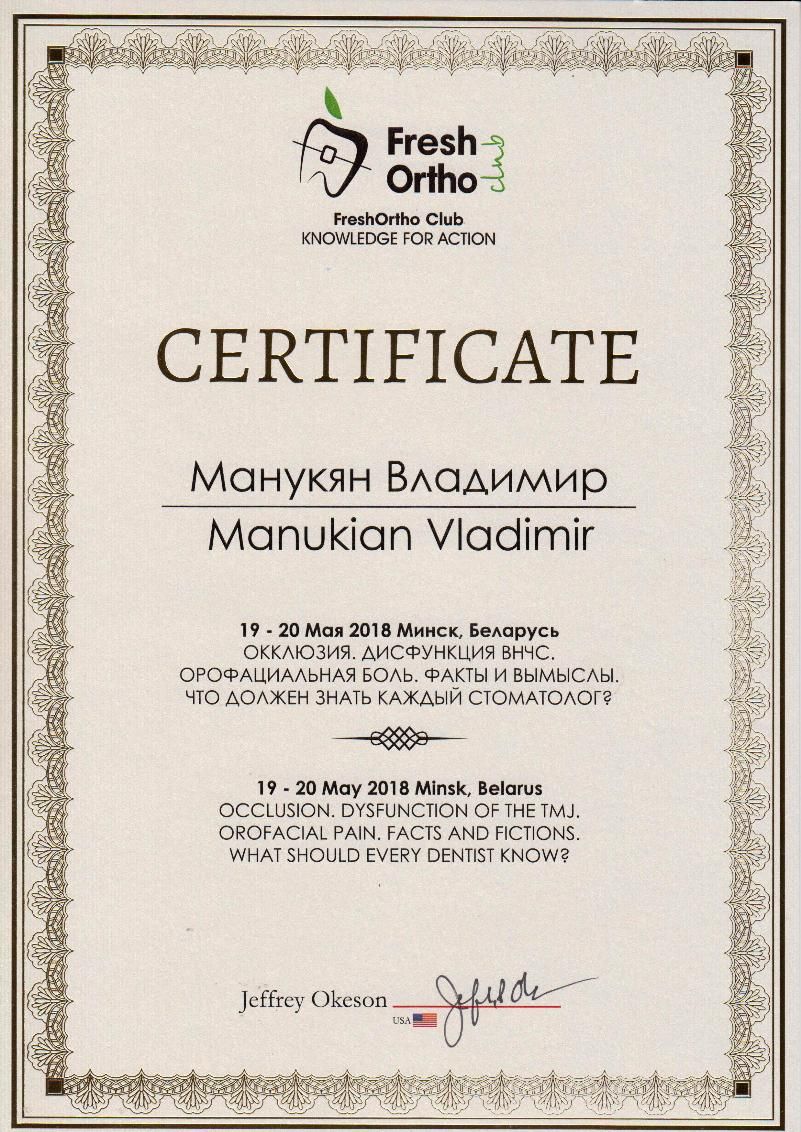 Fresh
Ortho
club
FreshOrtho Club
KNOWLEDGE FOR ACTION
CERTIFICATE
Манукян Владимир
Manukian Vladimir
19 - 20 Мая 2018 Минск, Беларусь
ОККЛЮЗИЯ. ДИСФУНКЦИЯ ВНЧС.
ОРОФАЦИАЛЬНАЯ БОЛЬ. ФАКТЫ И ВЫМЫСЛЫ.
ЧТО ДОЛЖЕН ЗНАТЬ КАЖДЫЙ СТОМАТОЛОГ?
19 - 20 May 2018 Minsk, Belarus
OCCLUSION. DYSFUNCTION OF THE TMJ.
OROFACIAL PAIN. FACTS AND FICTIONS.
WHAT SHOULD EVERY DENTIST KNOW?
Jeffrey Okeson
USA